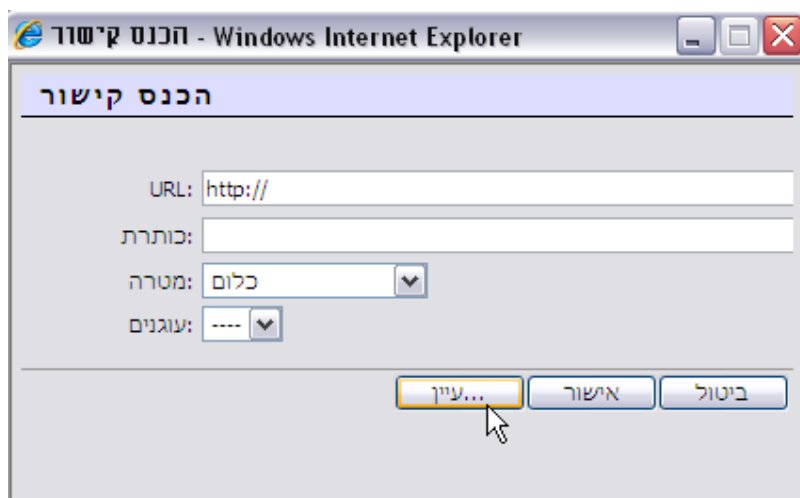 הכנס קישור - Windows Internet Explorer
הכנס קישור
URL: http://
כותרת:
מטרה: כלום
עוגנים: ----
עיין... אישור ביטול